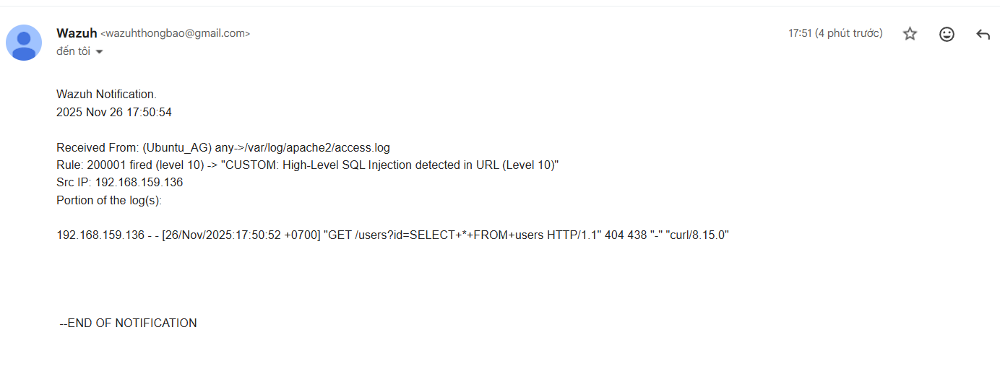 Wazuh <wazuhthongbao@gmail.com>
17:51 (4 phút trước)
đến tôi
Wazuh Notification.
2025 Nov 26 17:50:54
Received From: (Ubuntu_AG) any->/var/log/apache2/access.log
Rule: 200001 fired (level 10) -> "CUSTOM: High-Level SQL Injection detected in URL (Level 10)"
Src IP: 192.168.159.136
Portion of the log(s):
192.168.159.136 - - [26/Nov/2025:17:50:52 +0700] "GET /users?id=SELECT+*+FROM+users HTTP/1.1" 404 438 "-" "curl/8.15.0"
--END OF NOTIFICATION